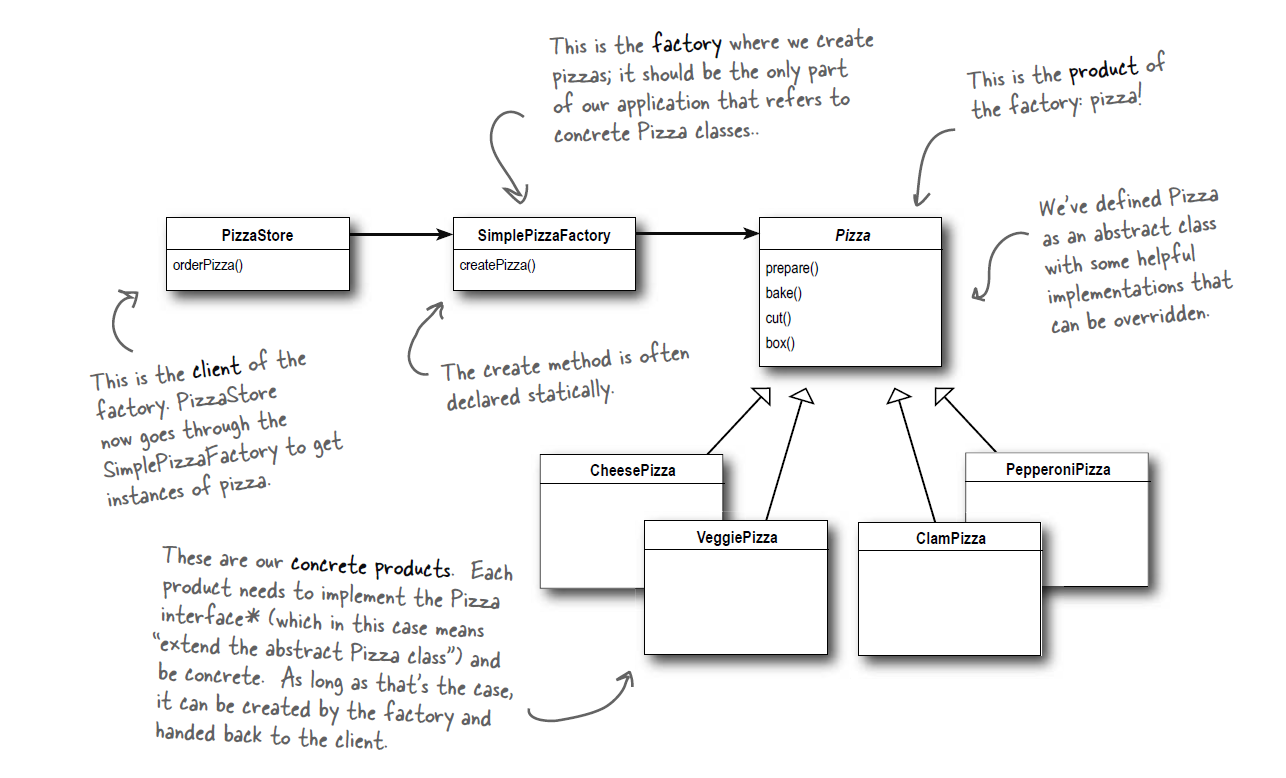 This is the factory where we create
pizzas; it should be the only part
of our application that refers to
concrete Pizza classes..
This is the product of
the factory: pizza!
We've defined Pizza
as an abstract class
with some helpful
implementations that
can be overridden.
PizzaStore
orderPizza()
SimplePizzaFactory
createPizza()
Pizza
prepare()
bake()
cut()
box()
This is the client of the
factory. PizzaStore
now goes through the
SimplePizzaFactory to get
instances of pizza.
The create method is often
declared statically.
CheesePizza
VeggiePizza
ClamPizza
PepperoniPizza
These are our concrete products. Each
product needs to implement the Pizza
interface* (which in this case means
“extend the abstract Pizza class”) and
be concrete. As long as that's the case,
it can be created by the factory and
handed back to the client.